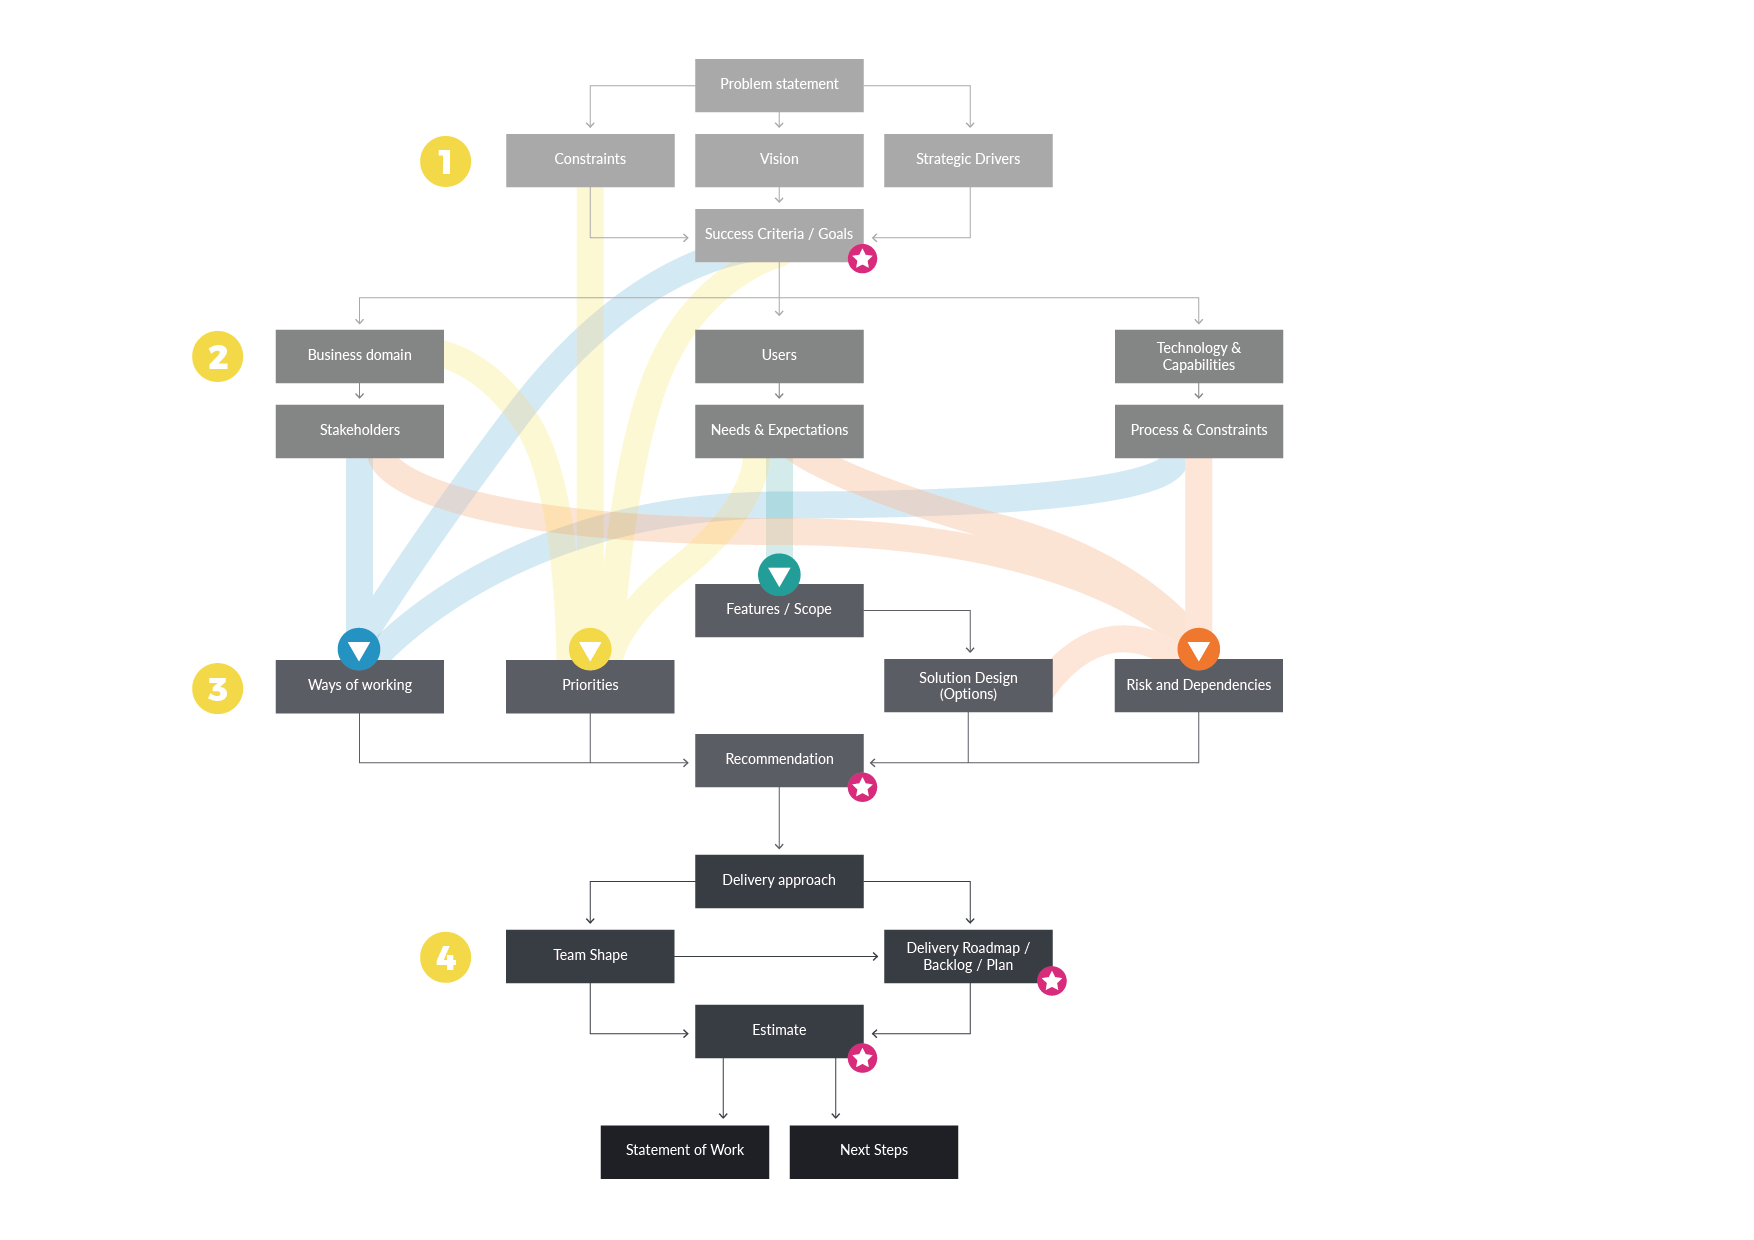 Problem statement
1
Constraints
Vision
Strategic Drivers
Success Criteria / Goals
2
Business domain
Users
Technology &
Capabilities
Stakeholders
Needs & Expectations
Process & Constraints
Features / Scope
3
Ways of working
Priorities
Solution Design
(Options)
Risk and Dependencies
Recommendation
Delivery approach
4
Team Shape
Delivery Roadmap /
Backlog / Plan
Estimate
Statement of Work
Next Steps